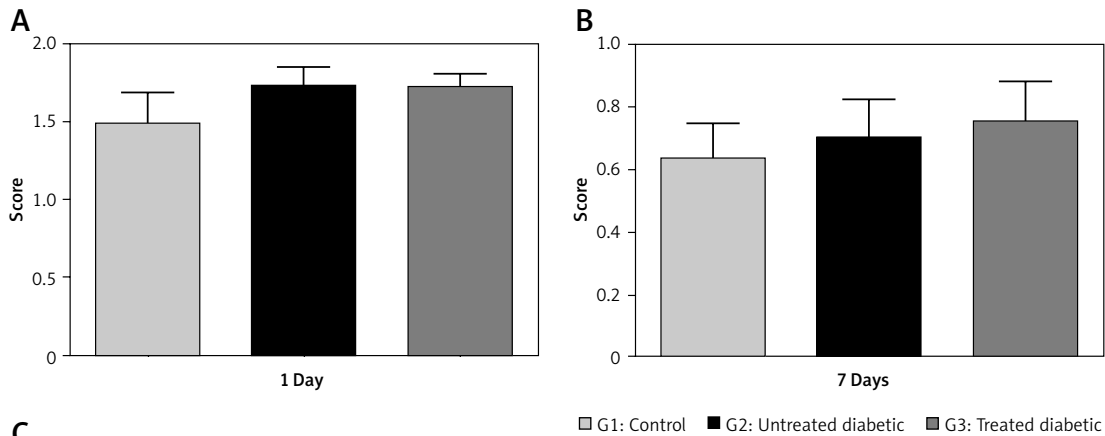 A
2.0
1.5
1.0
0.5
0
Score
1 Day
B
1.0
0.8
0.6
0.4
0.2
0
Score
7 Days
G1: Control G2: Untreated diabetic G3: Treated diabetic
C